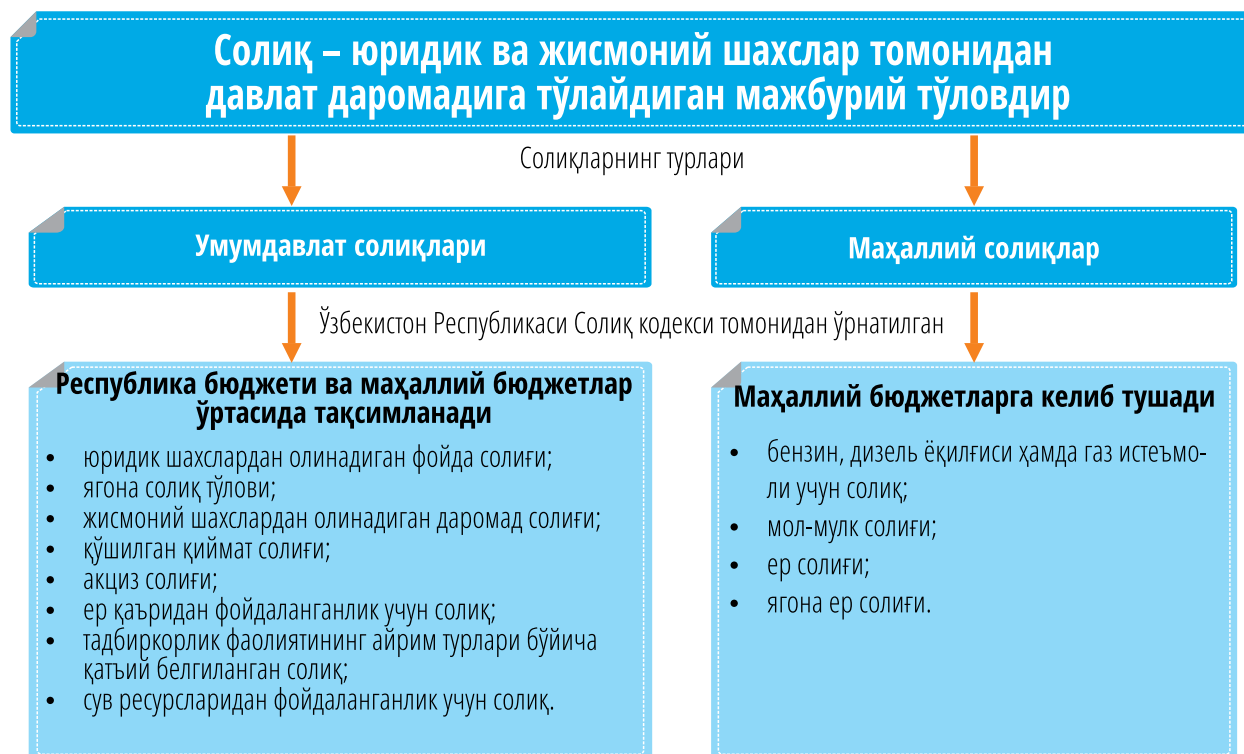 Солиқ – юридик ва жисмоний шахслар томонидан
давлат даромадига тўлайдиган мажбурий тўловдир
Солиқларнинг турлари
Умумдавлат солиқлари
Маҳаллий солиқлар
Ўзбекистон Республикаси Солиқ кодекси томонидан ўрнатилган
Республика бюджети ва маҳаллий бюджетлар
ўртасида тақсимланади
• юридик шахслардан олинадиган фойда солиғи;
• ягона солиқ тўлови;
• жисмоний шахслардан олинадиган даромад солиғи;
• қўшилган қиймат солиғи;
• акциз солиғи;
• ер қаъридан фойдаланганлик учун солиқ;
• тадбиркорлик фаолиятининг айрим турлари бўйича
қатъий белгиланган солиқ;
• сув ресурсларидан фойдаланганлик учун солиқ.
Маҳаллий бюджетларга келиб тушади
• бензин, дизель ёқилғиси ҳамда газ истеъмо-
ли учун солиқ;
• мол-мулк солиғи;
• ер солиғи;
• ягона ер солиғи.